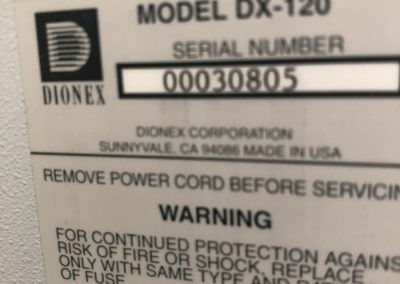 MODEL DX-120
SERIAL NUMBER
00030805
DIONEX
DIONEX CORPORATION
SUNNYVALE, CA 94086 MADE IN USA
REMOVE POWER CORD BEFORE SERVICIN
WARNING
FOR CONTINUED PROTECTION AGAINS
RISK OF FIRE OR SHOCK, REPLACE
ONLY WITH SAME TYPE AND
OF FUSE